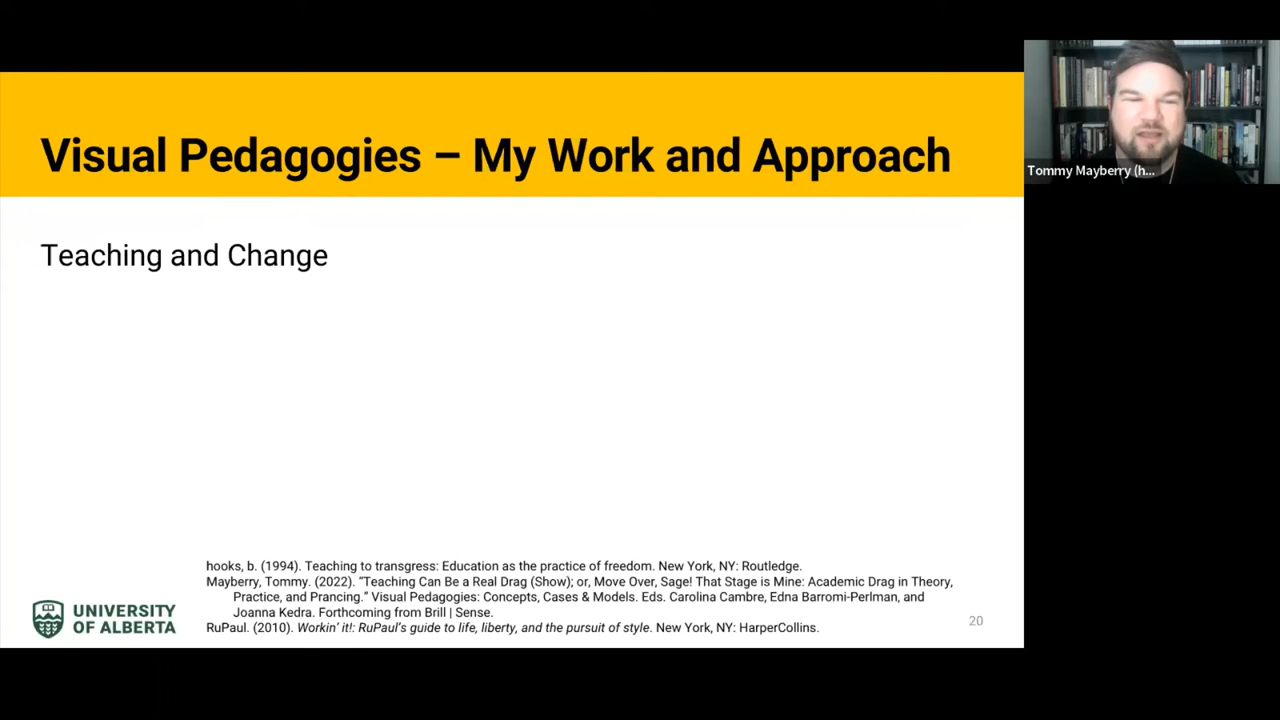 Visual Pedagogies – My Work and Approach
Tommy Mayberry (h...
Teaching and Change
hooks, b. (1994). Teaching to transgress: Education as the practice of freedom. New York, NY: Routledge.
Mayberry, Tommy. (2022). “Teaching Can Be a Real Drag (Show); or, Move Over, Sage! That Stage is Mine: Academic Drag in Theory,
Practice, and Prancing.” Visual Pedagogies: Concepts, Cases & Models. Eds. Carolina Cambre, Edna Barromi-Perlman, and
Joanna Kedra. Forthcoming from Brill | Sense.
RuPaul. (2010). Workin’ it!: RuPaul’s guide to life, liberty, and the pursuit of style. New York, NY: HarperCollins.
UNIVERSITY
OF ALBERTA
20